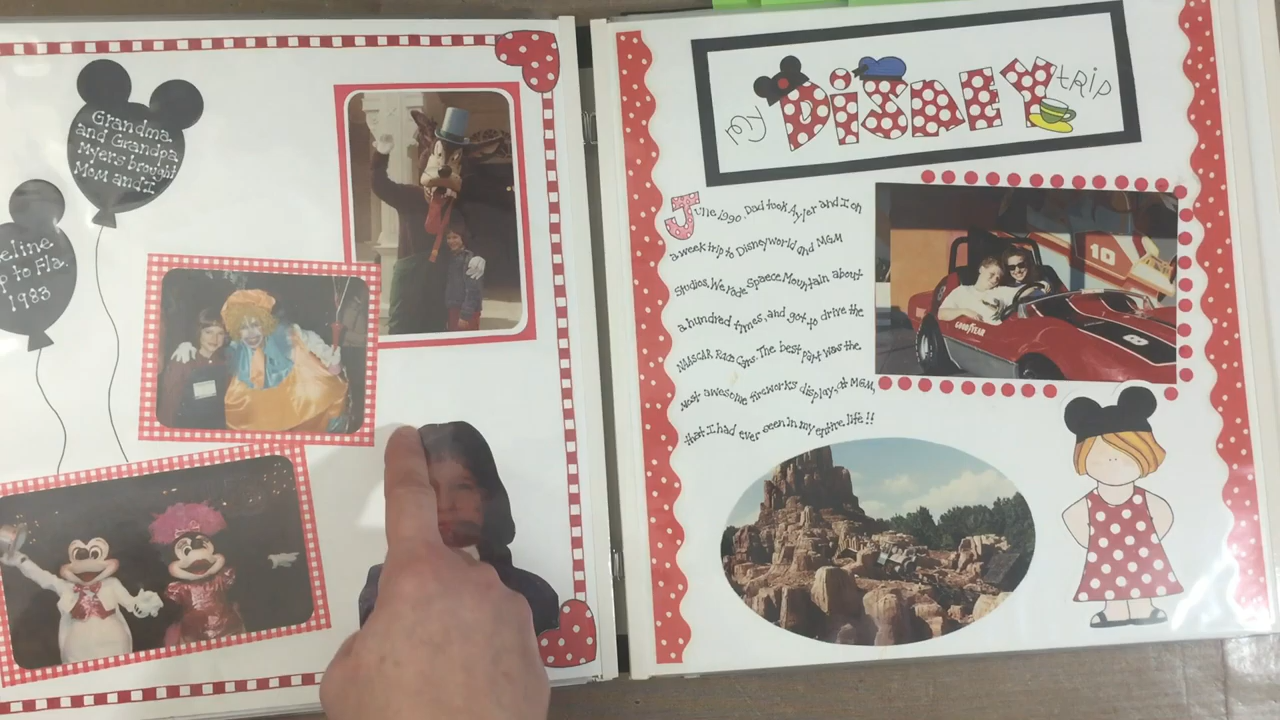 Grandma
and Grandpa
Myers brought
Mom and I
eline
p to Fla.
1983
My DiSNEY trip
June 1990. Dad took Ayler and I on
a week trip to Disneyworld and MGM
Studios. We rode Spaece Mountain about
a hundred times, and got to drive the
NASCAR Race Cars. The best part was the
most awesome fireworks display, at MGM,
that I had ever seen in my entire life!!
10
GOODYEAR
8